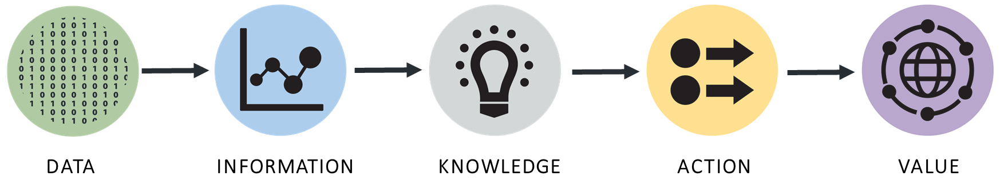 DATA
INFORMATION
KNOWLEDGE
ACTION
VALUE